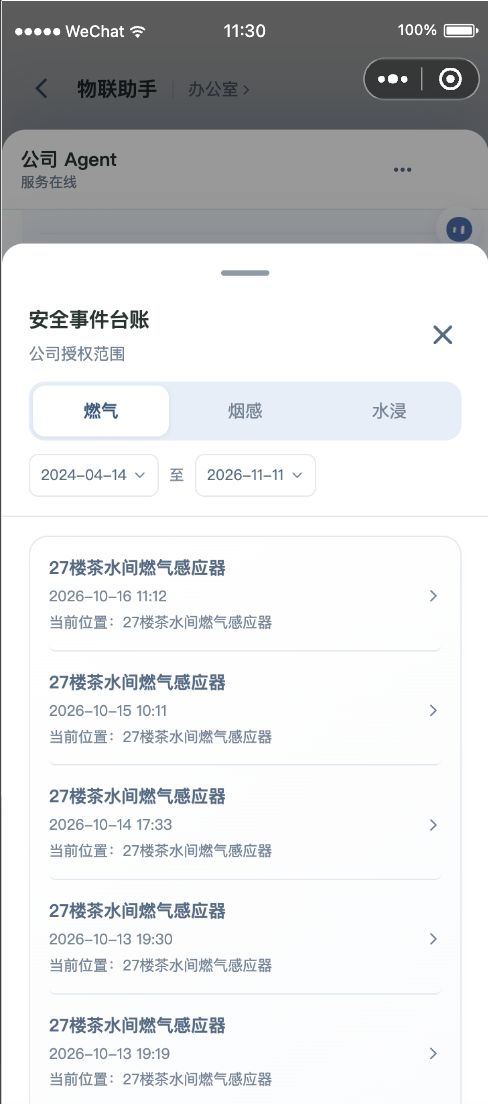 WeChat 11:30 100%
物联助手 办公室
公司 Agent
服务在线
安全事件台账
公司授权范围
燃气 烟感 水浸
2024-04-14 至 2026-11-11
27楼茶水间燃气感应器
2026-10-16 11:12
当前位置：27楼茶水间燃气感应器
27楼茶水间燃气感应器
2026-10-15 10:11
当前位置：27楼茶水间燃气感应器
27楼茶水间燃气感应器
2026-10-14 17:33
当前位置：27楼茶水间燃气感应器
27楼茶水间燃气感应器
2026-10-13 19:30
当前位置：27楼茶水间燃气感应器
27楼茶水间燃气感应器
2026-10-13 19:19
当前位置：27楼茶水间燃气感应器